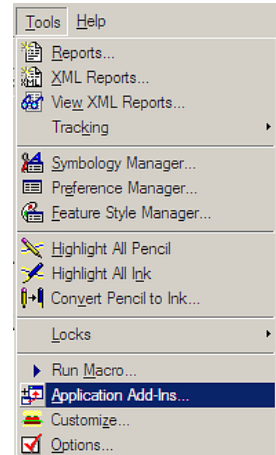 Tools Help
Reports...
XML Reports...
View XML Reports...
Tracking
Symbology Manager...
Preference Manager...
Feature Style Manager...
Highlight All Pencil
Highlight All Ink
Convert Pencil to Ink...
Locks
Run Macro...
Application Add-Ins...
Customize...
Options...